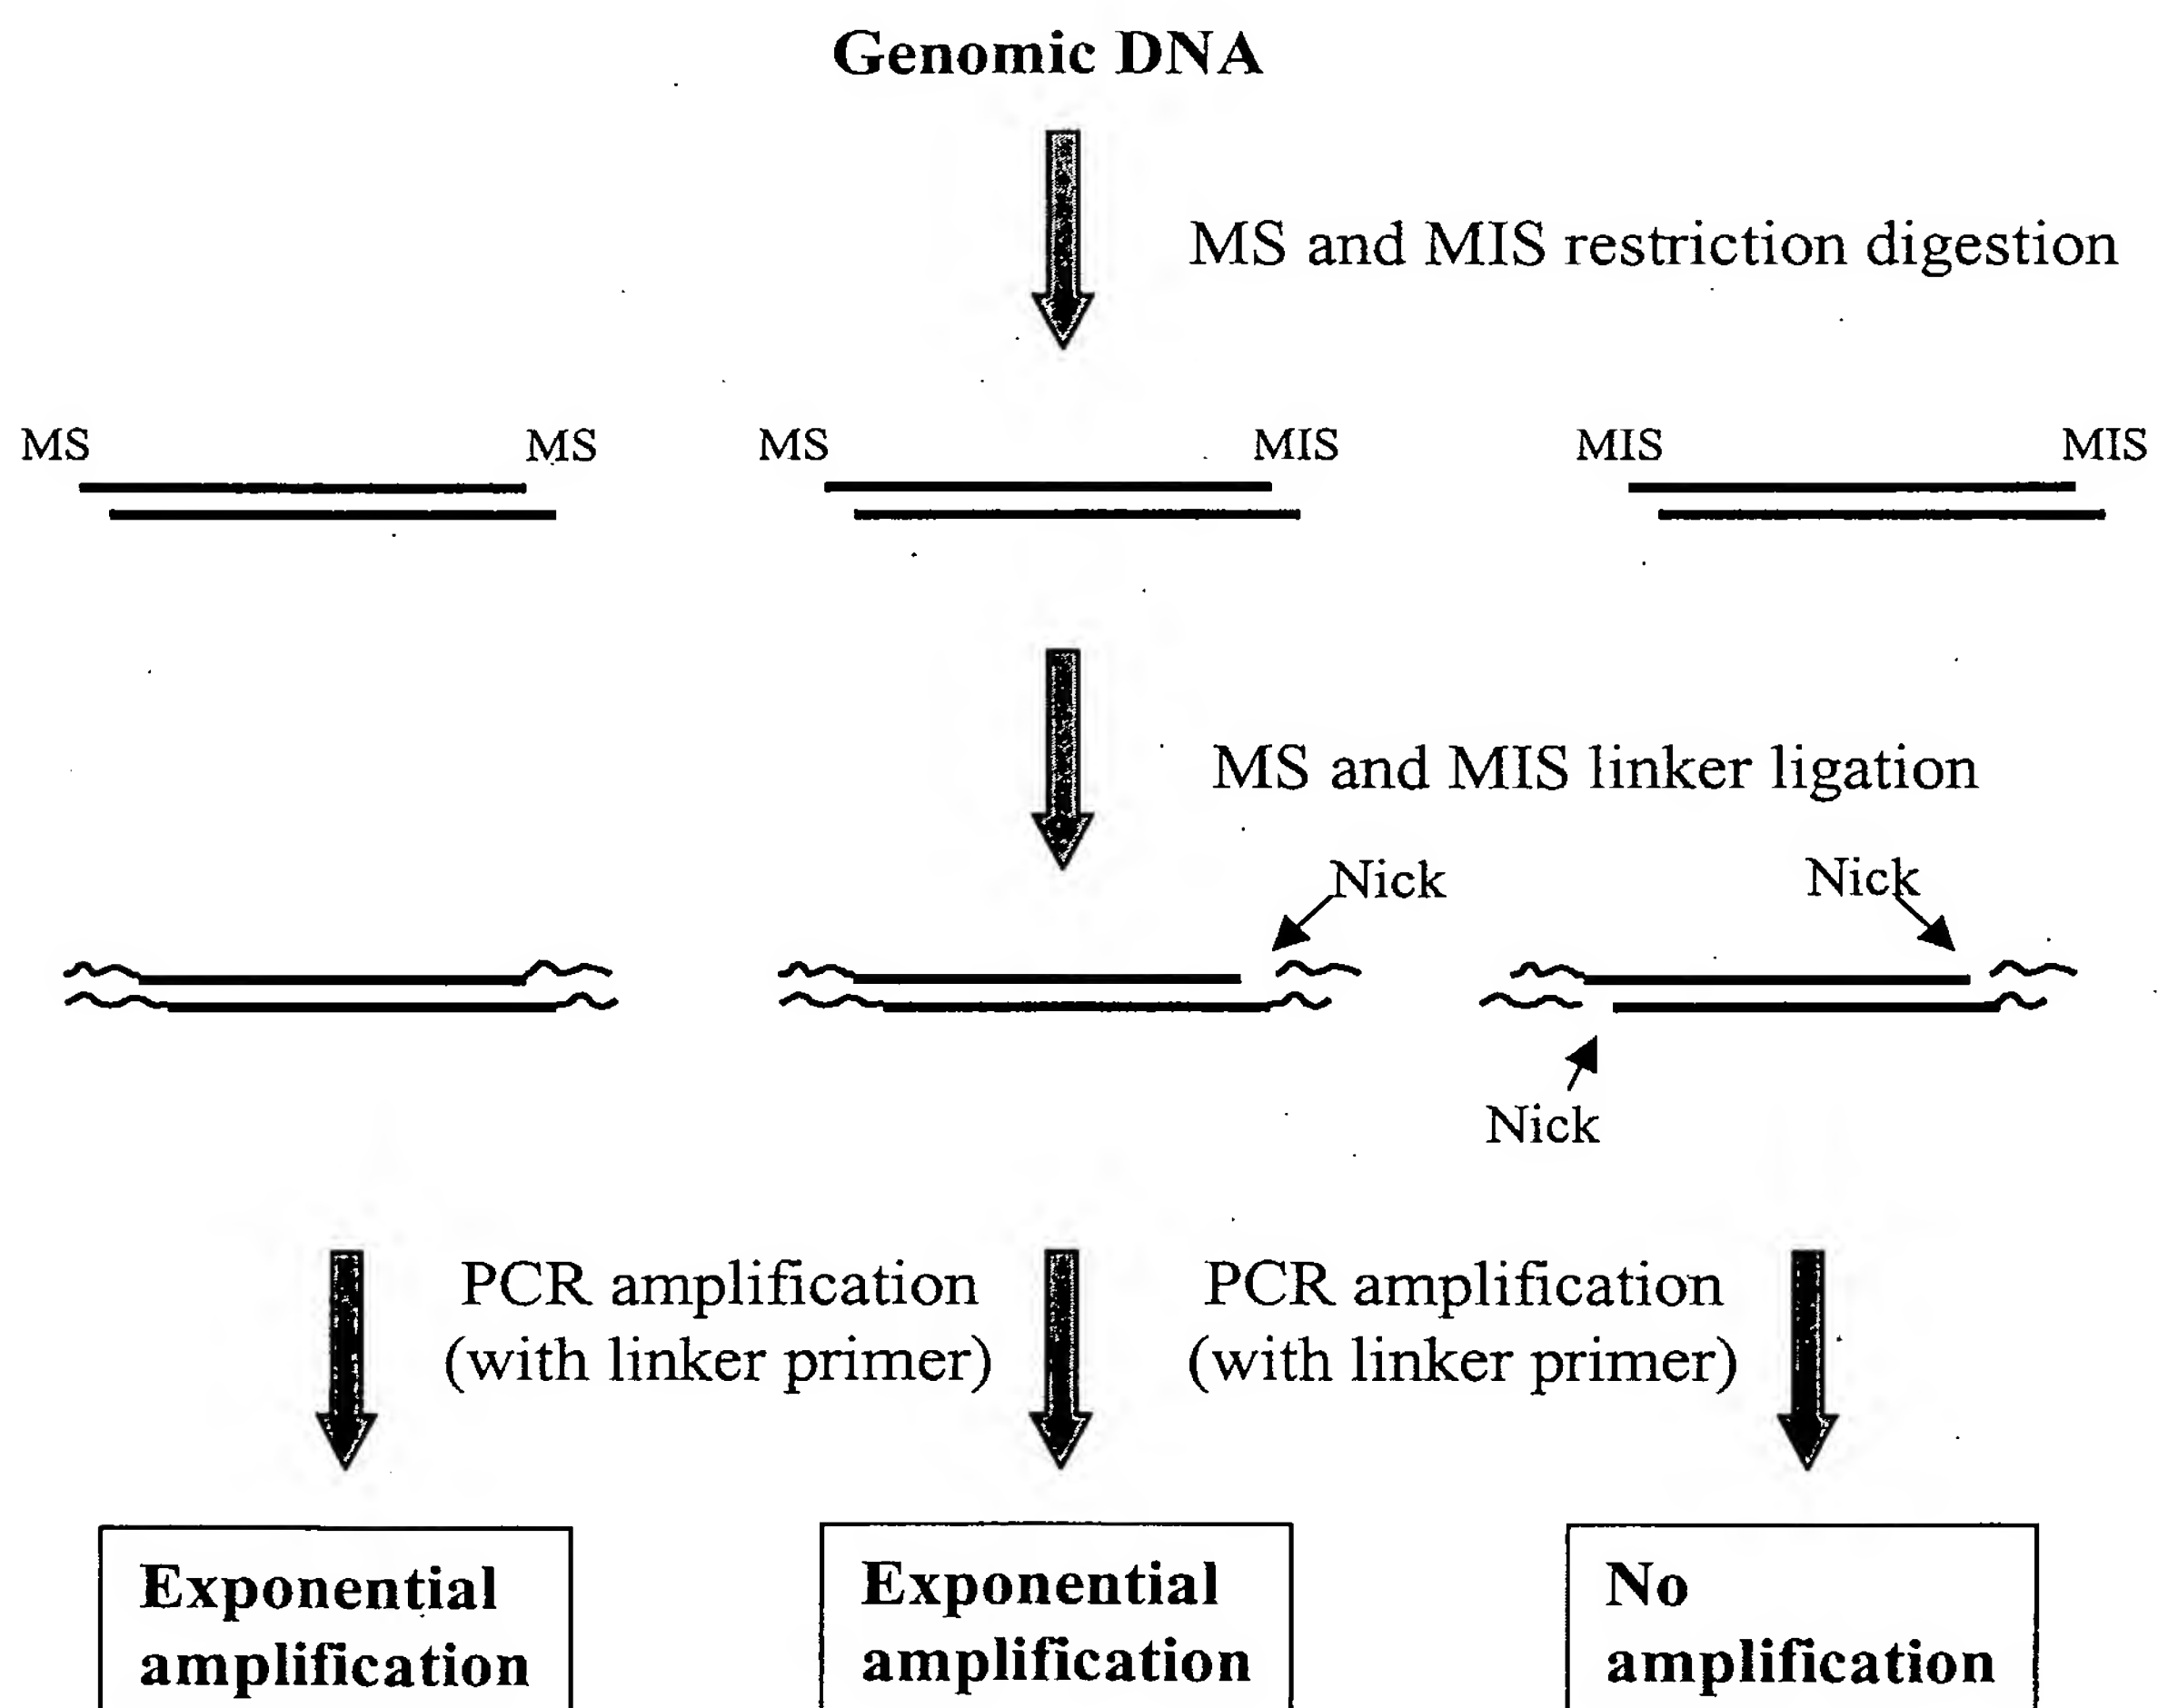 Genomic DNA
MS and MIS restriction digestion
MS MS MS MIS MIS MIS
MS and MIS linker ligation
Nick Nick
Nick
PCR amplification PCR amplification
(with linker primer) (with linker primer)
Exponential Exponential No
amplification amplification amplification